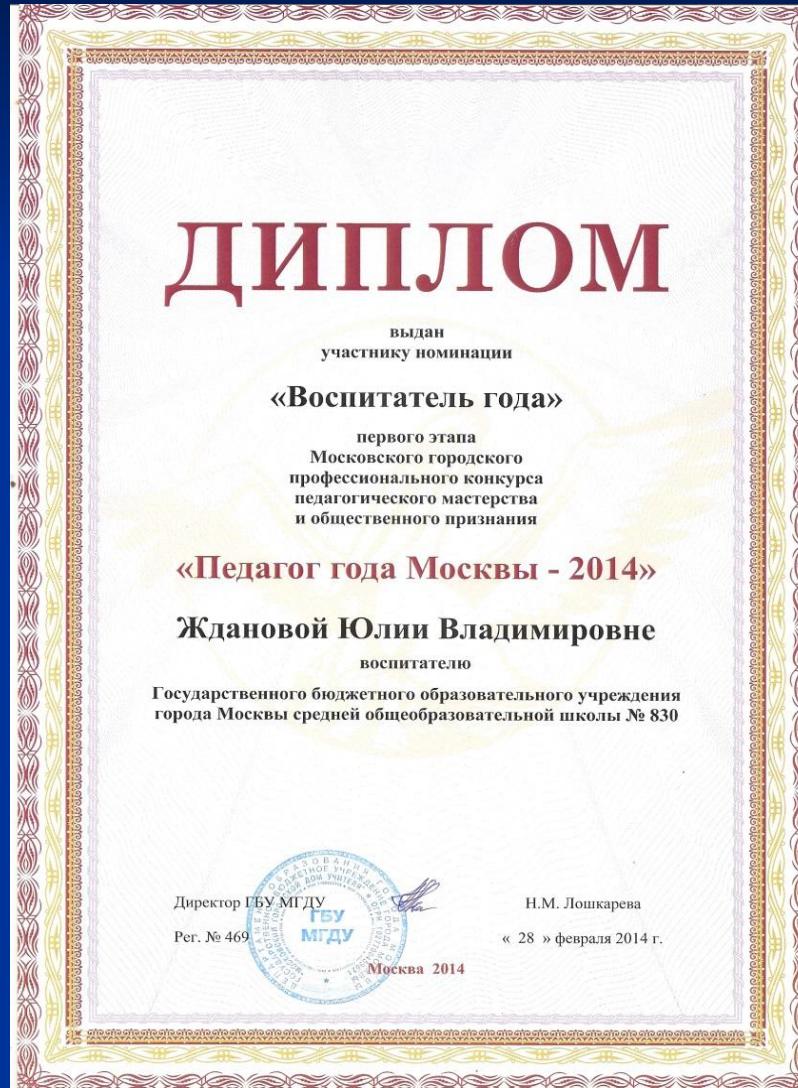 ДИПЛОМ
выдан
участнику номинации
«Воспитатель года»
первого этапа
Московского городского
профессионального конкурса
педагогического мастерства
и общественного признания
«Педагог года Москвы - 2014»
Ждановой Юлии Владимировне
воспитателю
Государственного бюджетного образовательного учреждения
города Москвы средней общеобразовательной школы № 830
Директор ГБУ МГДУ
Н.М. Лошкарева
ГБУ
МГДУ
Рег. № 469
« 28 » февраля 2014 г.
Москва 2014